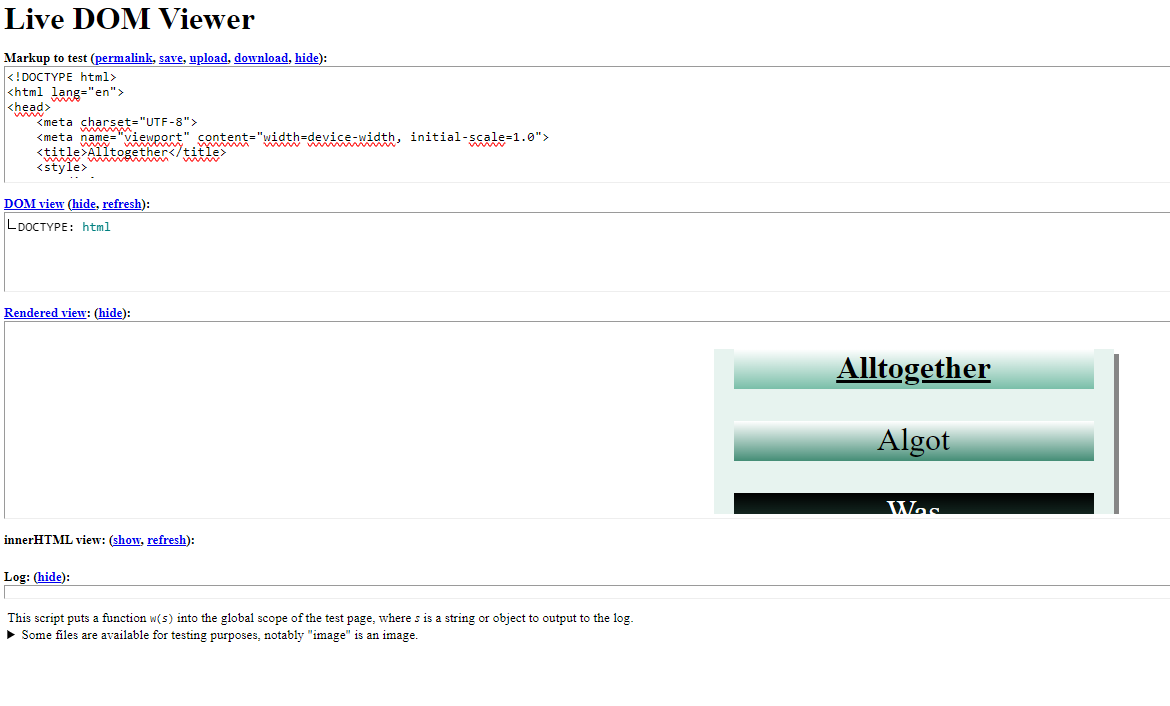 Live DOM Viewer
Markup to test (permalink, save, upload, download, hide):
<!DOCTYPE html>
<html lang="en">
<head>
    <meta charset="UTF-8">
    <meta name="viewport" content="width=device-width, initial-scale=1.0">
    <title>Alltogether</title>
    <style>
DOM view (hide, refresh):
DOCTYPE: html
Rendered view: (hide):
Alltogether
Algot
Was
innerHTML view: (show, refresh):
Log: (hide):
This script puts a function w(s) into the global scope of the test page, where s is a string or object to output to the log.
▶ Some files are available for testing purposes, notably "image" is an image.